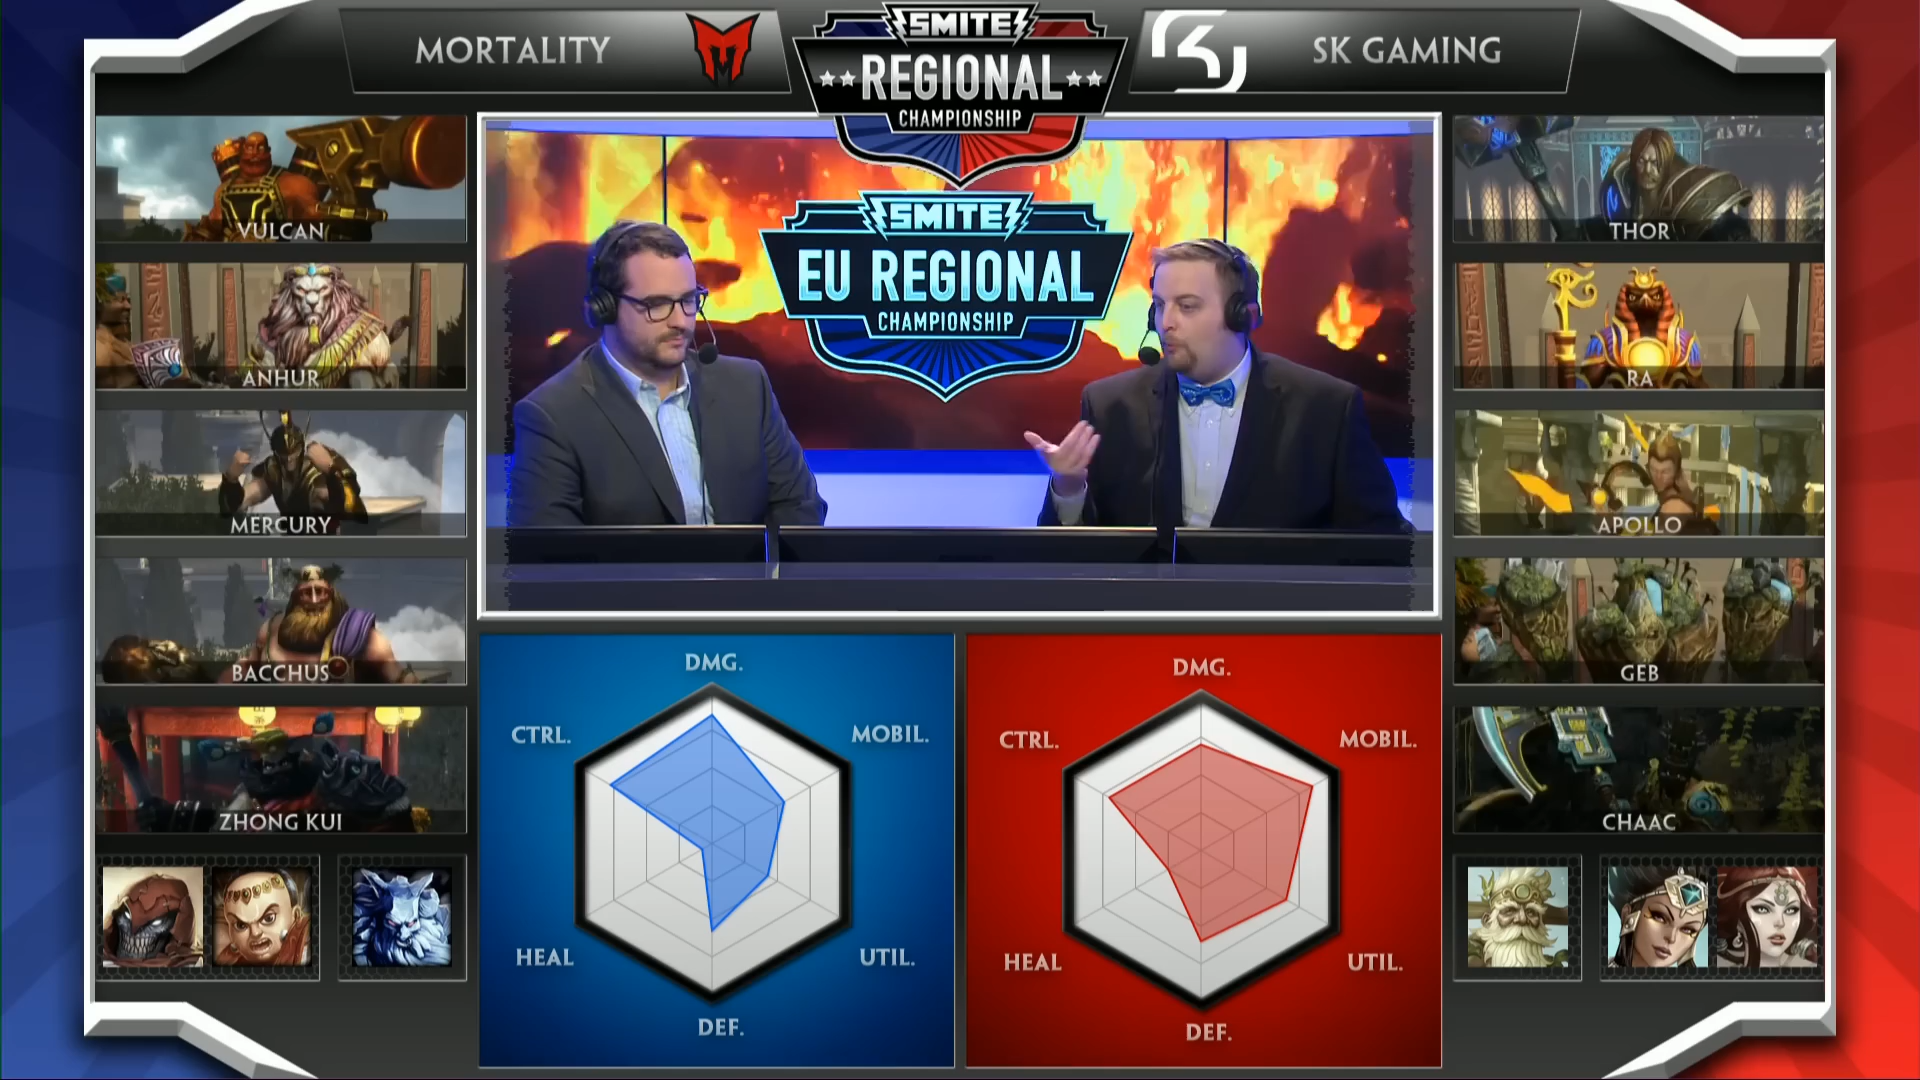 MORTALITY
SMITE
REGIONAL
CHAMPIONSHIP
SK GAMING
VULCAN
ANHUR
MERCURY
BACCHUS
ZHONG KUI
SMITE
EU REGIONAL
CHAMPIONSHIP
THOR
RA
APOLLO
GEB
CHAAC
DMG.
CTRL.
MOBIL.
HEAL
UTIL.
DEF.
DMG.
CTRL.
MOBIL.
HEAL
UTIL.
DEF.